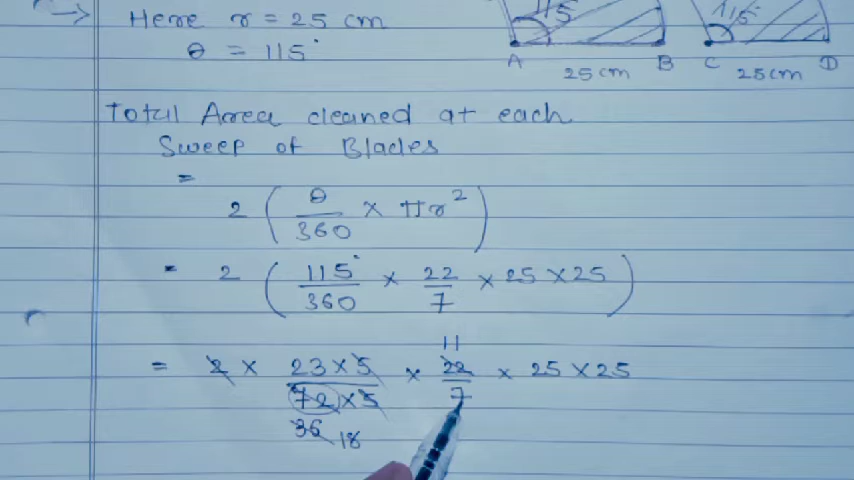 → Here r = 25 cm
θ = 115°
115
A B
25 cm
115
C D
25 cm
Total Area cleaned at each
Sweep of Blades
=
2 ( θ/360 × πr² )
= 2 ( 115°/360 × 22/7 × 25 × 25 )
11
= 2 × 23 × 5 / 72 × 5 × 22/7 × 25 × 25
36 18